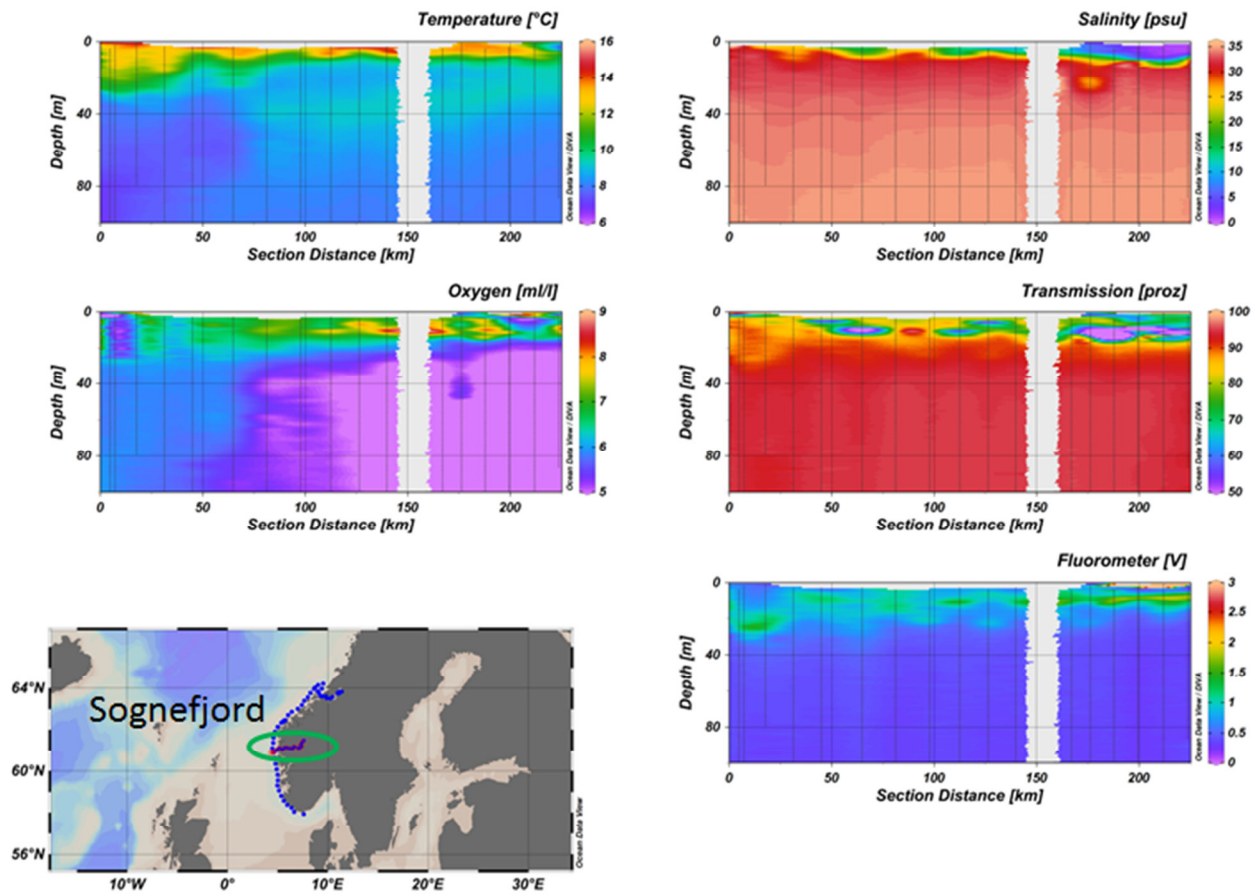 Temperature [°C]
0
40
80
Depth [m]
0 50 100 150 200
Section Distance [km]
16
14
12
10
8
6
Ocean Data View / DIVA
Salinity [psu]
0
40
80
Depth [m]
0 50 100 150 200
Section Distance [km]
35
30
25
20
15
10
5
0
Ocean Data View / DIVA
Oxygen [ml/l]
0
40
80
Depth [m]
0 50 100 150 200
Section Distance [km]
9
8
7
6
5
Ocean Data View / DIVA
Transmission [proz]
0
40
80
Depth [m]
0 50 100 150 200
Section Distance [km]
100
90
80
70
60
50
Ocean Data View / DIVA
Fluorometer [V]
0
40
80
Depth [m]
0 50 100 150 200
Section Distance [km]
3
2.5
2
1.5
1
0.5
0
Ocean Data View / DIVA
64°N
60°N
56°N
Sognefjord
10°W 0° 10°E 20°E 30°E
Ocean Data View